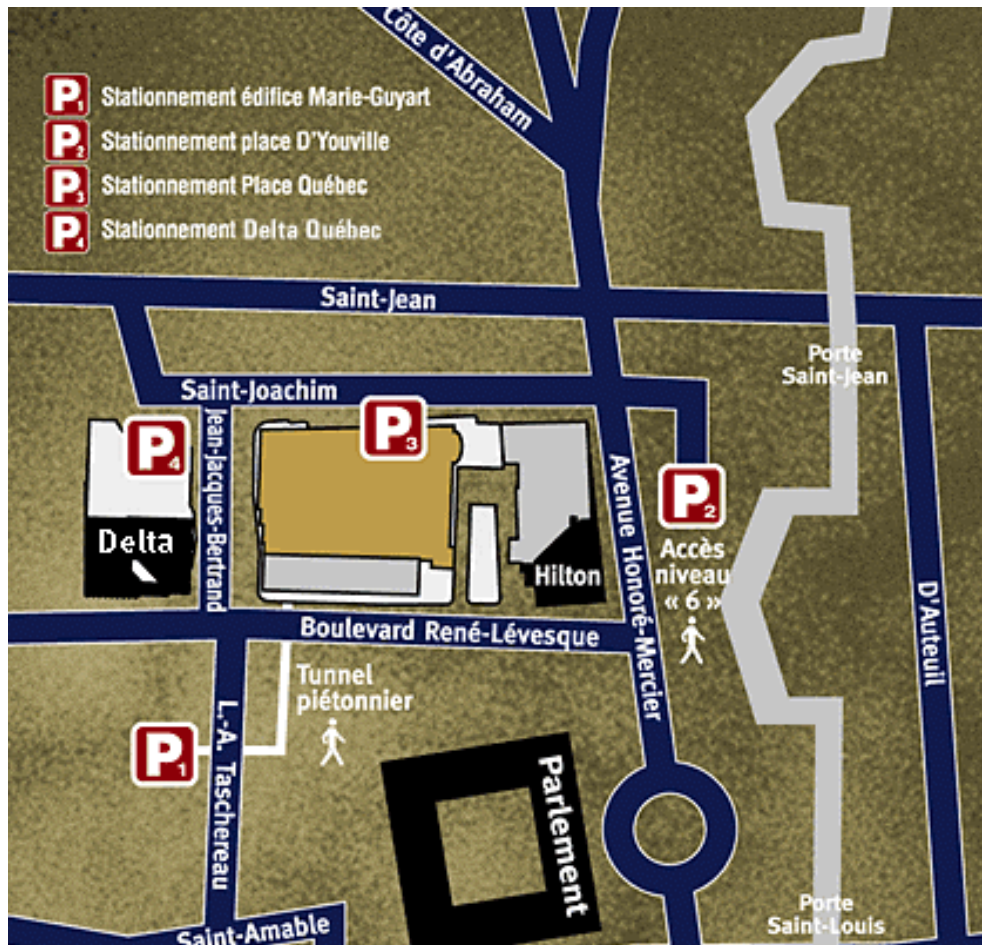 Côte d'Abraham
P1 Stationnement édifice Marie-Guyart
P2 Stationnement place D'Youville
P3 Stationnement Place Québec
P4 Stationnement Delta Québec
Saint-Jean
Porte
Saint-Jean
Saint-Joachim
Jean-Jacques-Bertrand
P4
P3
P2
Avenue Honoré-Mercier
Accès
niveau
« 6 »
Delta
Hilton
D'Auteuil
Boulevard René-Lévesque
Tunnel
piétonnier
P1
L.-A. Taschereau
Parlement
Porte
Saint-Louis
Saint-Amable